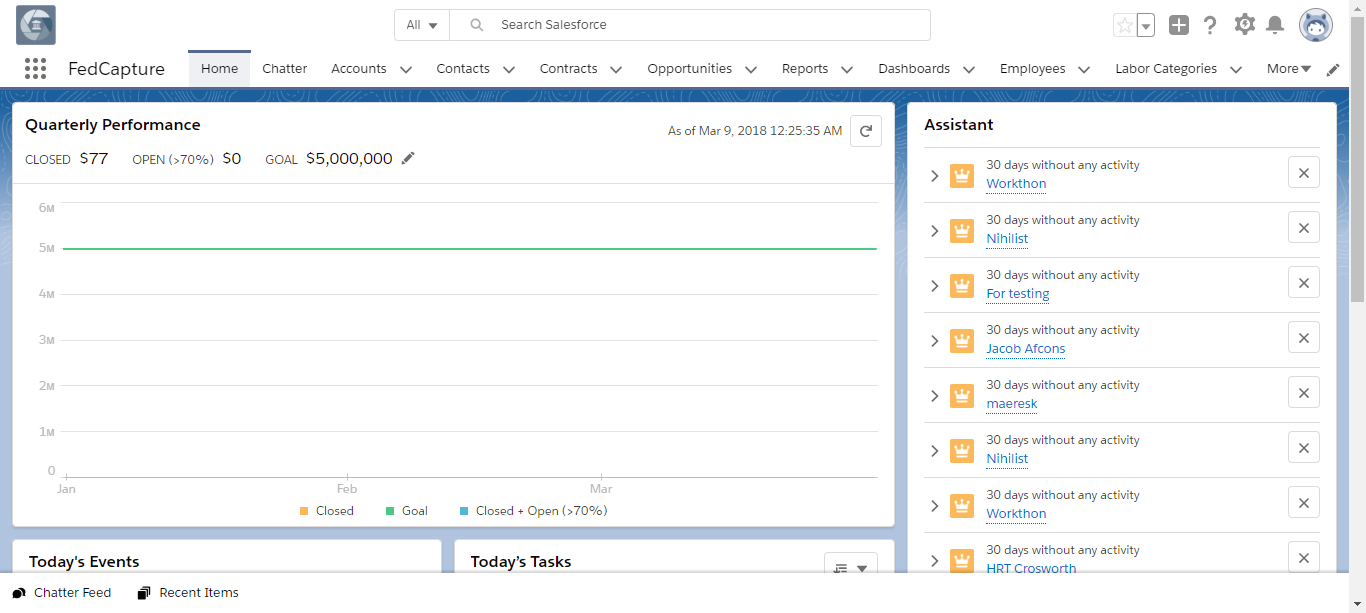 All
Search Salesforce
FedCapture
Home
Chatter
Accounts
Contacts
Contracts
Opportunities
Reports
Dashboards
Employees
Labor Categories
More
Quarterly Performance
As of Mar 9, 2018 12:25:35 AM
CLOSED $77 OPEN (>70%) $0 GOAL $5,000,000
6M
5M
4M
3M
2M
1M
0
Jan Feb Mar
Closed Goal Closed + Open (>70%)
Today's Events
Today's Tasks
Assistant
30 days without any activity
Workthon
30 days without any activity
Nihilist
30 days without any activity
For testing
30 days without any activity
Jacob Afcons
30 days without any activity
maeresk
30 days without any activity
Nihilist
30 days without any activity
Workthon
30 days without any activity
HRT Crosworth
Chatter Feed
Recent Items